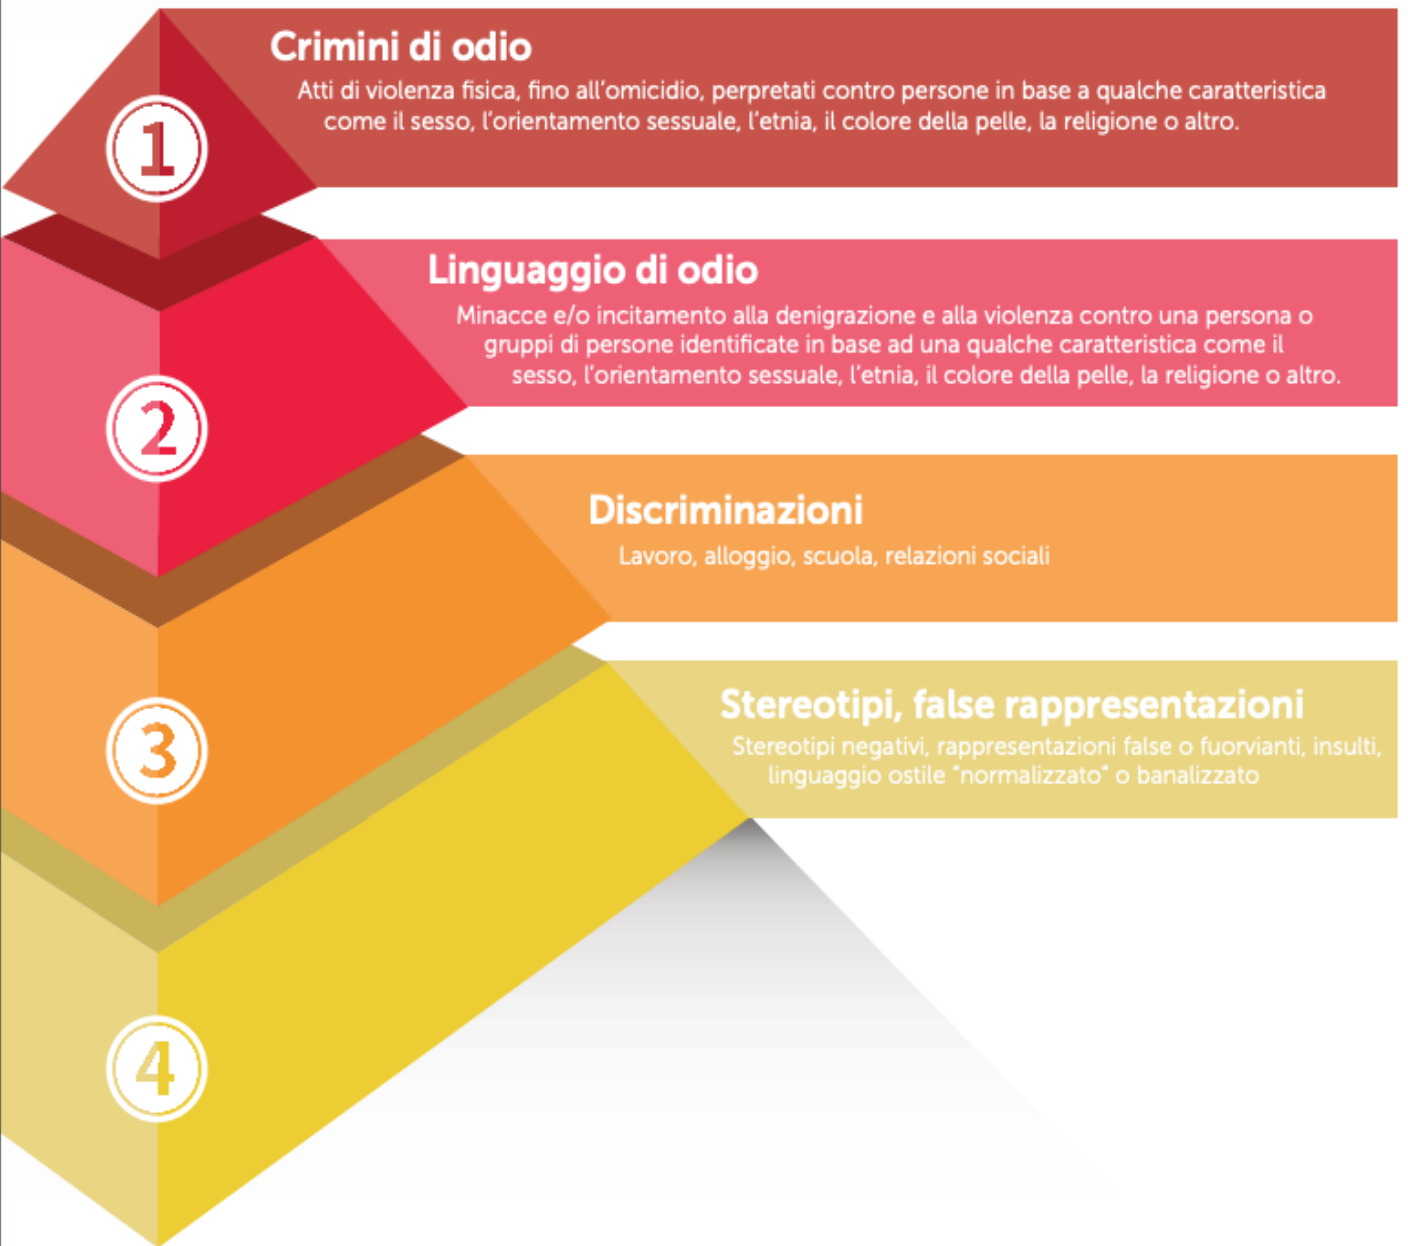 1
Crimini di odio
Atti di violenza fisica, fino all'omicidio, perpretati contro persone in base a qualche caratteristica
come il sesso, l'orientamento sessuale, l'etnia, il colore della pelle, la religione o altro.
2
Linguaggio di odio
Minacce e/o incitamento alla denigrazione e alla violenza contro una persona o
gruppi di persone identificate in base ad una qualche caratteristica come il
sesso, l'orientamento sessuale, l'etnia, il colore della pelle, la religione o altro.
3
Discriminazioni
Lavoro, alloggio, scuola, relazioni sociali
4
Stereotipi, false rappresentazioni
Stereotipi negativi, rappresentazioni false o fuorvianti, insulti,
linguaggio ostile "normalizzato" o banalizzato